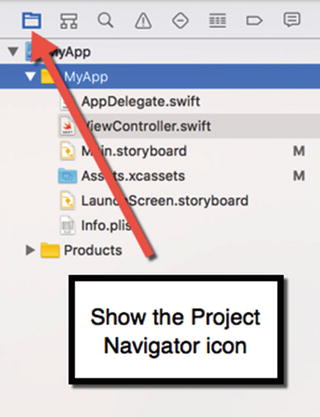 MyApp
MyApp
AppDelegate.swift
ViewController.swift
Main.storyboard M
Assets.xcassets M
LaunchScreen.storyboard
Info.plist
Products
Show the Project
Navigator icon